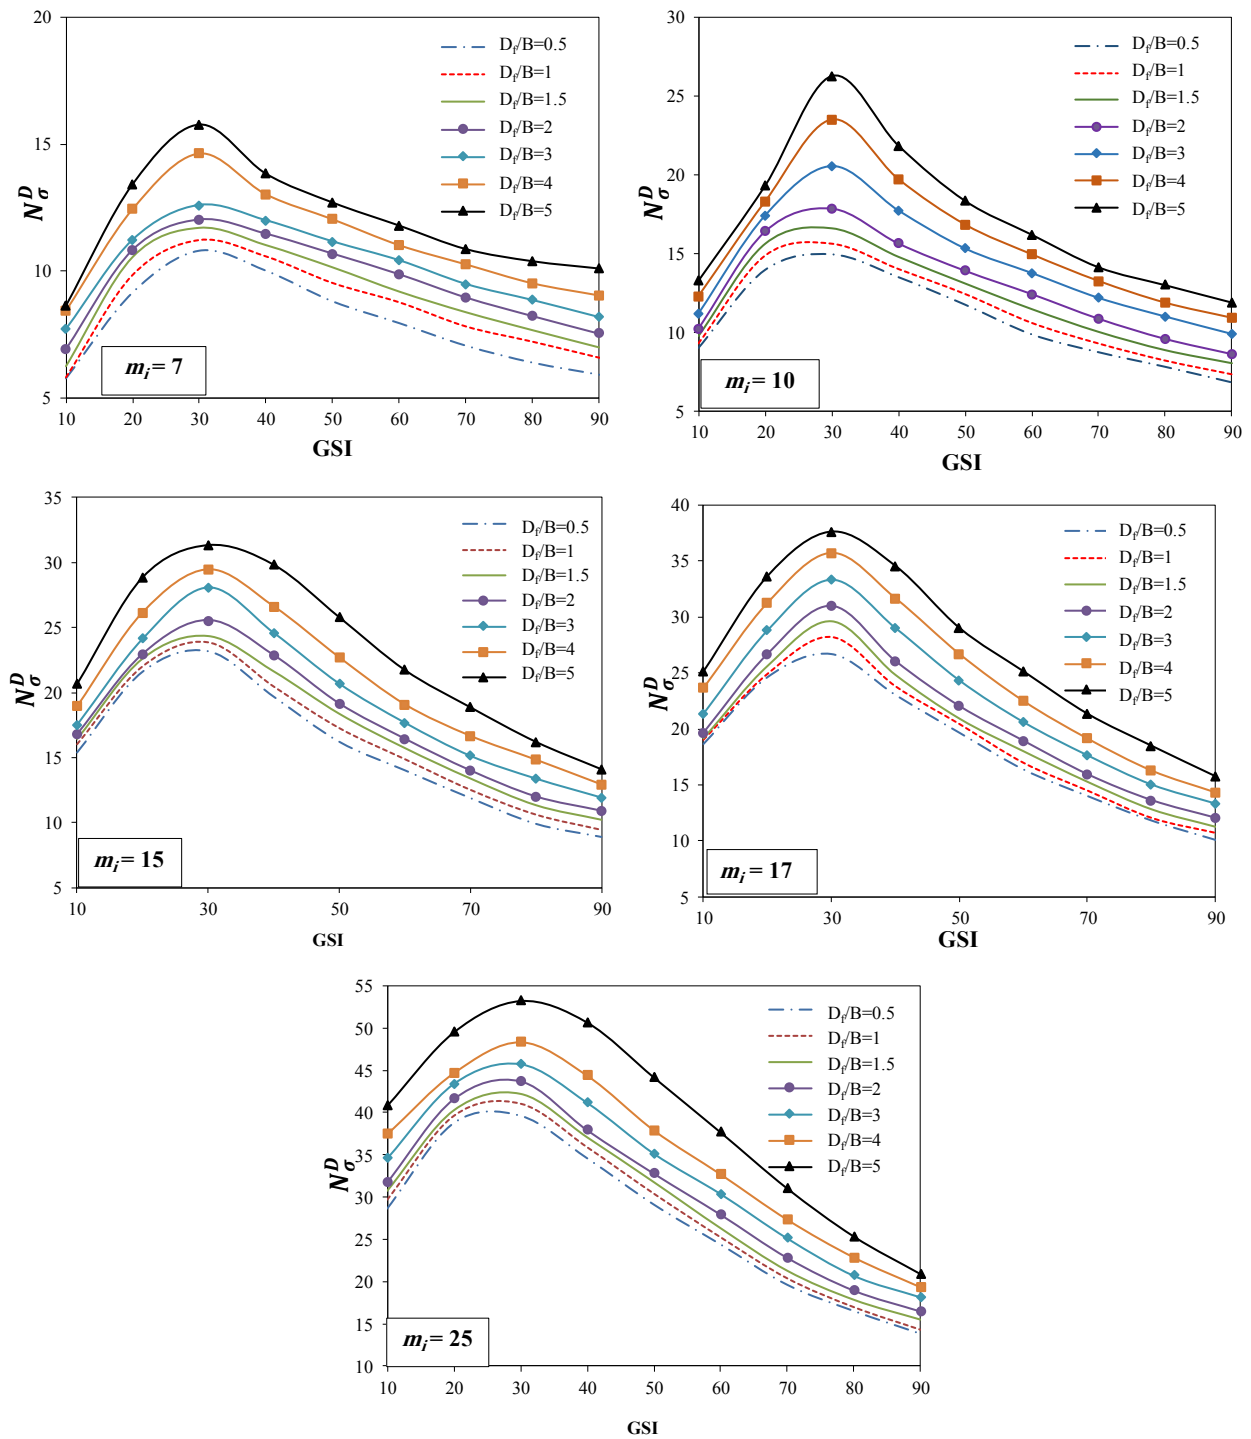 20
15
10
5
N_σ^D
D_f/B=0.5
D_f/B=1
D_f/B=1.5
D_f/B=2
D_f/B=3
D_f/B=4
D_f/B=5
m_i = 7
10 20 30 40 50 60 70 80 90
GSI
30
25
20
15
10
5
N_σ^D
D_f/B=0.5
D_f/B=1
D_f/B=1.5
D_f/B=2
D_f/B=3
D_f/B=4
D_f/B=5
m_i = 10
10 20 30 40 50 60 70 80 90
GSI
35
30
25
20
15
10
5
N_σ^D
D_f/B=0.5
D_f/B=1
D_f/B=1.5
D_f/B=2
D_f/B=3
D_f/B=4
D_f/B=5
m_i = 15
10 30 50 70 90
GSI
40
35
30
25
20
15
10
5
N_σ^D
D_f/B=0.5
D_f/B=1
D_f/B=1.5
D_f/B=2
D_f/B=3
D_f/B=4
D_f/B=5
m_i = 17
10 30 50 70 90
GSI
55
50
45
40
35
30
25
20
15
10
N_σ^D
D_f/B=0.5
D_f/B=1
D_f/B=1.5
D_f/B=2
D_f/B=3
D_f/B=4
D_f/B=5
m_i = 25
10 20 30 40 50 60 70 80 90
GSI